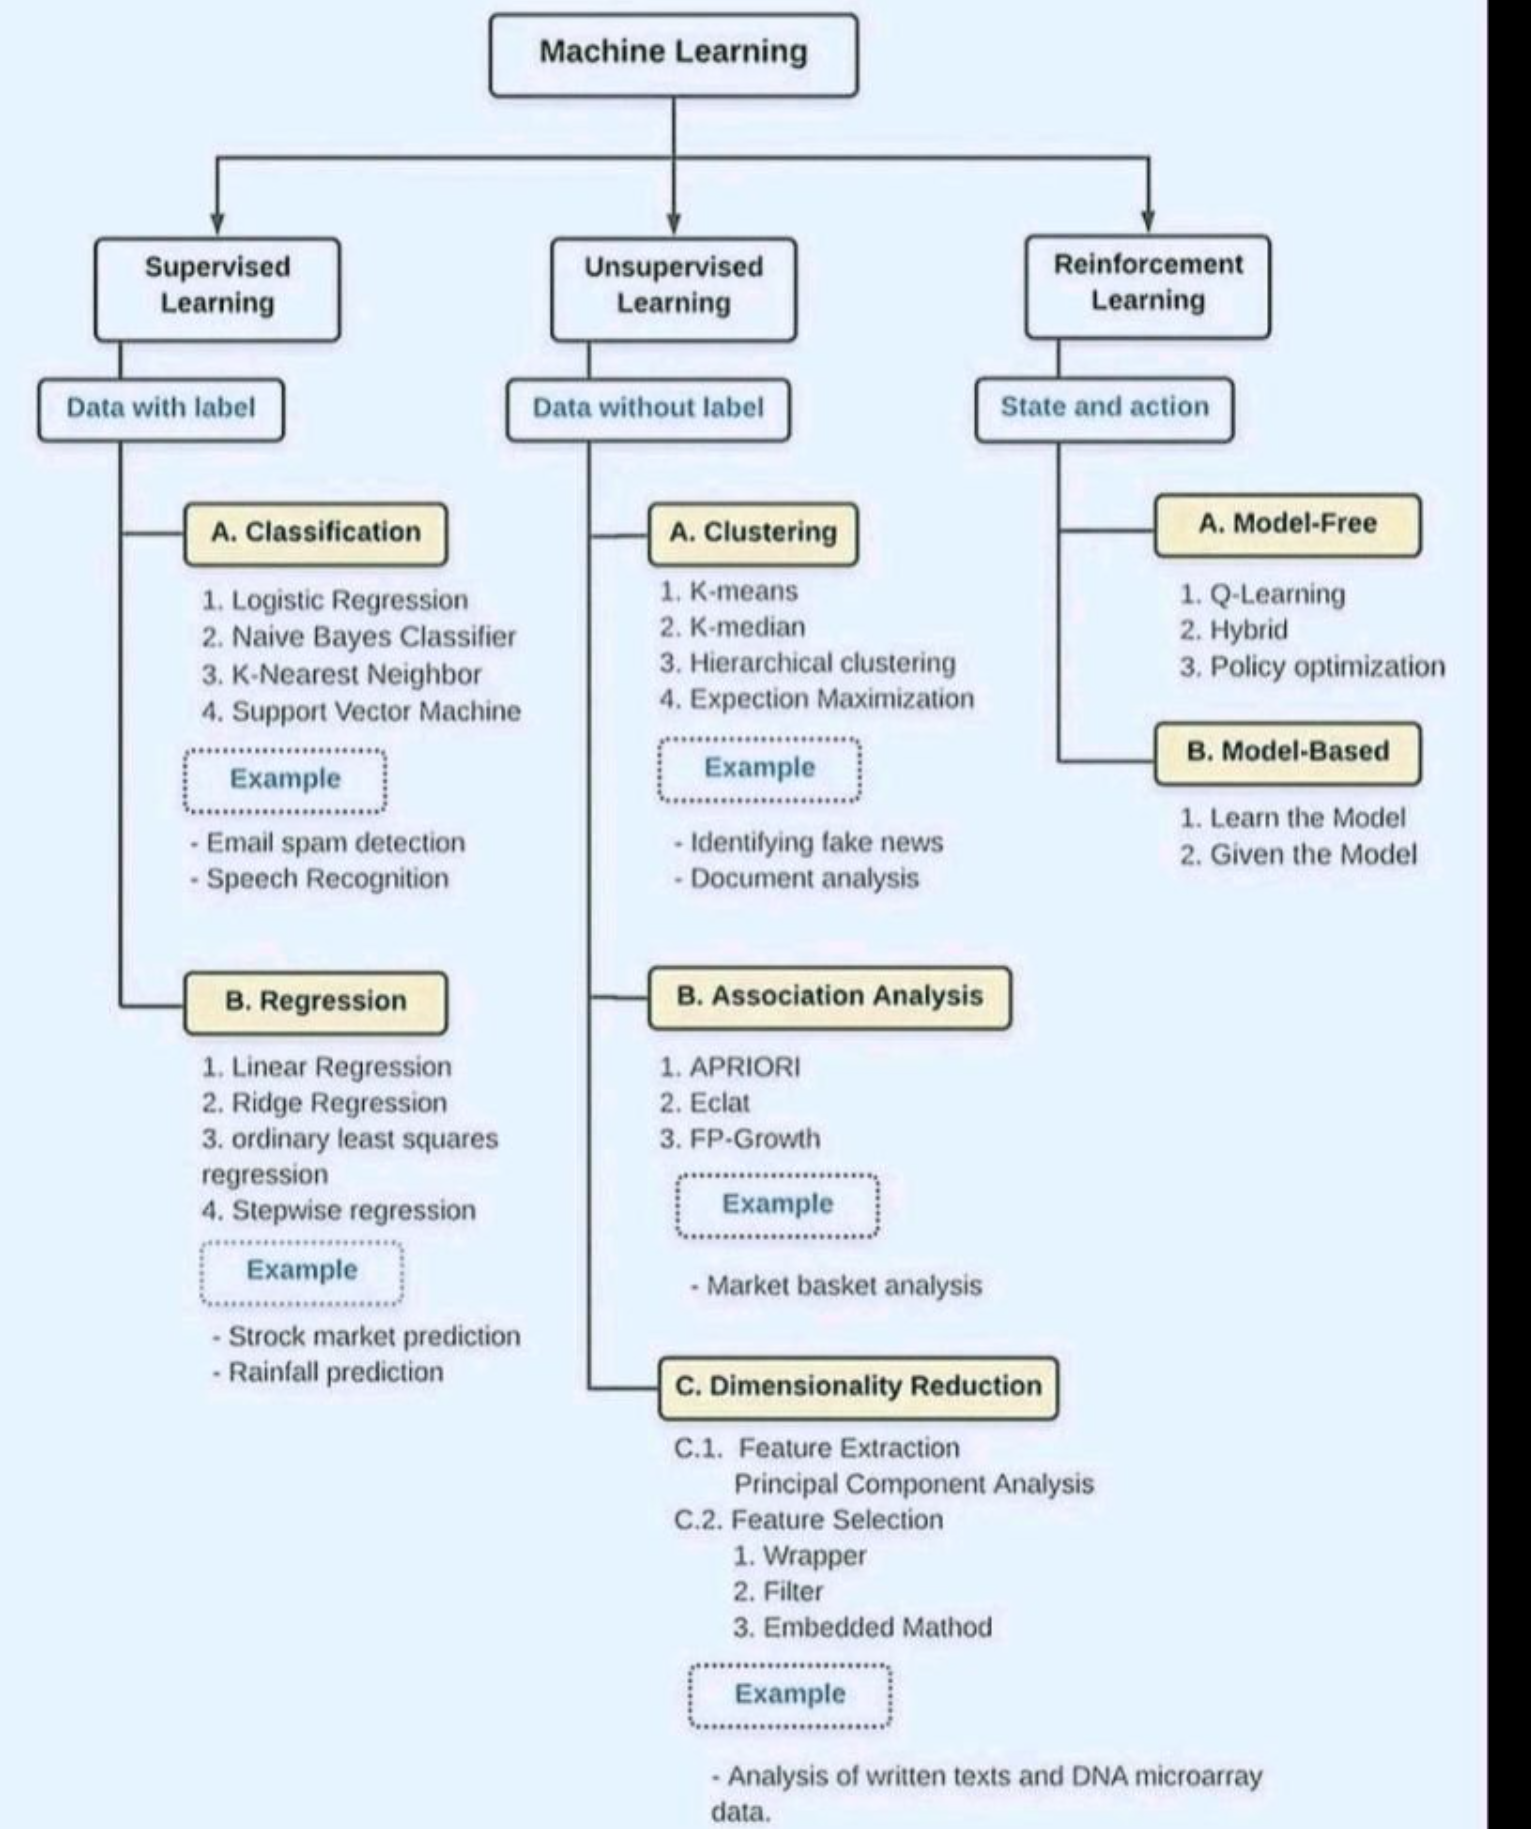 Machine Learning
Supervised
Learning
Data with label
A. Classification
1. Logistic Regression
2. Naive Bayes Classifier
3. K-Nearest Neighbor
4. Support Vector Machine
Example
- Email spam detection
- Speech Recognition
B. Regression
1. Linear Regression
2. Ridge Regression
3. ordinary least squares
regression
4. Stepwise regression
Example
- Strock market prediction
- Rainfall prediction
Unsupervised
Learning
Data without label
A. Clustering
1. K-means
2. K-median
3. Hierarchical clustering
4. Expection Maximization
Example
- Identifying fake news
- Document analysis
B. Association Analysis
1. APRIORI
2. Eclat
3. FP-Growth
Example
- Market basket analysis
C. Dimensionality Reduction
C.1. Feature Extraction
Principal Component Analysis
C.2. Feature Selection
1. Wrapper
2. Filter
3. Embedded Mathod
Example
- Analysis of written texts and DNA microarray
data.
Reinforcement
Learning
State and action
A. Model-Free
1. Q-Learning
2. Hybrid
3. Policy optimization
B. Model-Based
1. Learn the Model
2. Given the Model